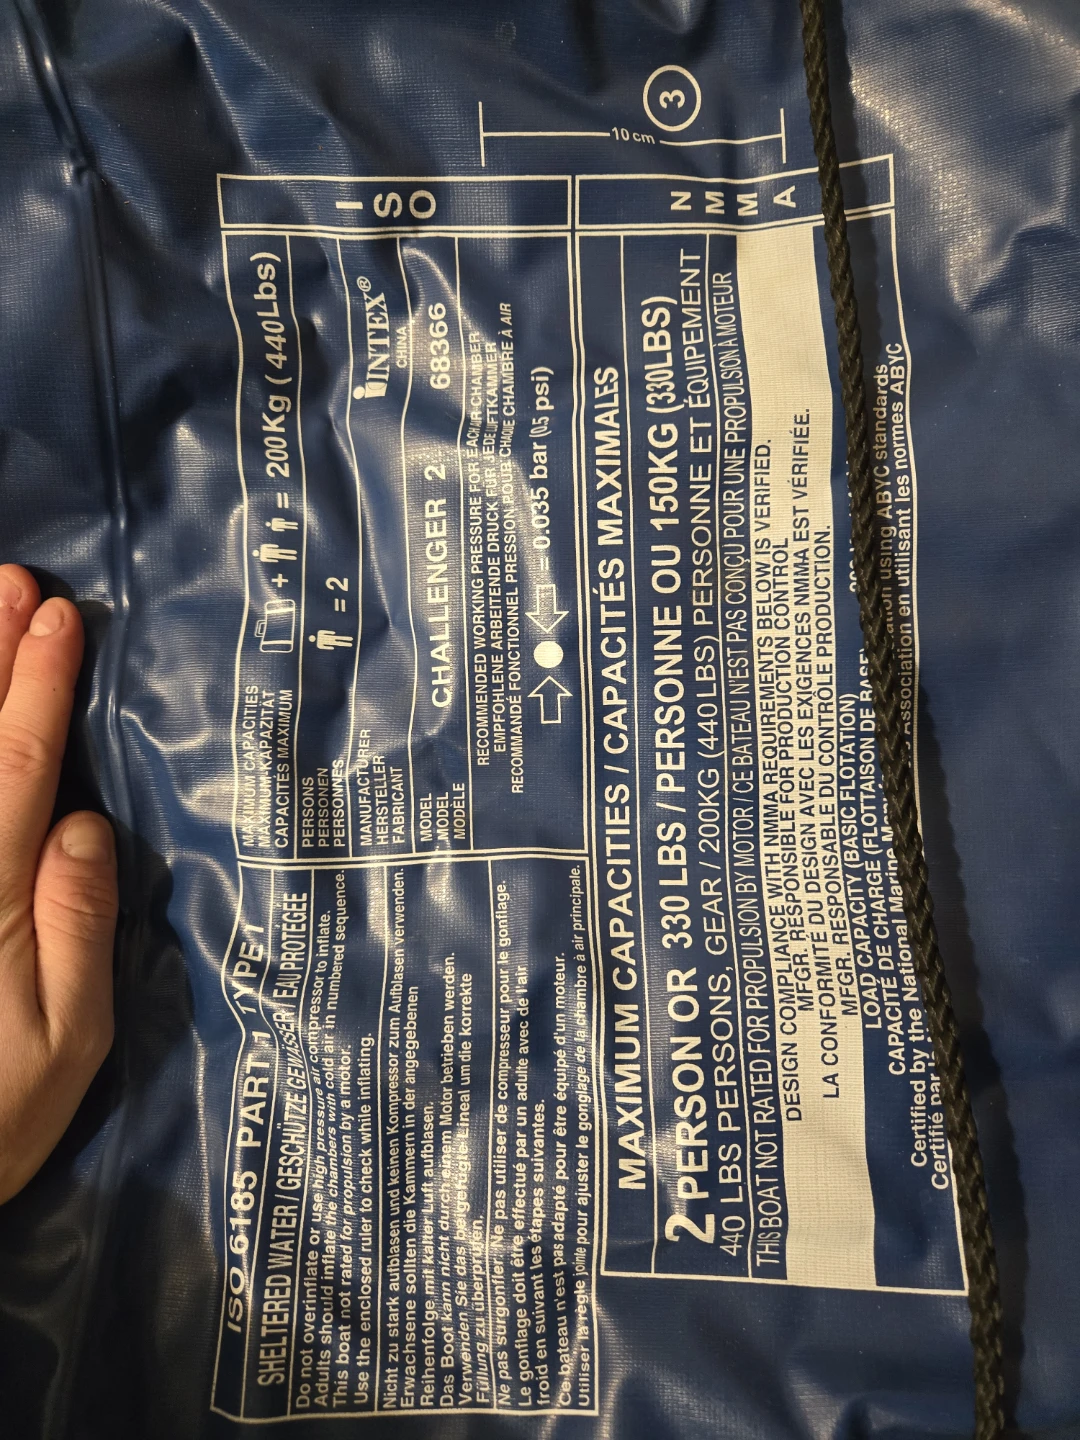 ISO 6185 PART 1 TYPE 1
SHELTERED WATER / GESCHÜTZE GEWÄSSER / EAU PROTÉGÉE
Do not overinflate or use high pressure air compressor to inflate.
Adults should inflate the chambers with cold air in numbered sequence.
This boat not rated for propulsion by a motor.
Use the enclosed ruler to check while inflating.
Nicht zu stark aufblasen und keinen Kompressor zum Aufblasen verwenden.
Erwachsene sollten die Kammern in der angegebenen
Reihenfolge mit kalter Luft aufblasen.
Das Boot kann nicht durch einem Motor betrieben werden.
Verwenden Sie das beigefügte Lineal um die korrekte
Füllung zu überprüfen.
Ne pas surgonfler. Ne pas utiliser de compresseur pour le gonflage.
Le gonflage doit être effectué par un adulte avec de l'air
froid en suivant les étapes suivantes.
Ce bateau n'est pas adapté pour être équipé d'un moteur.
Utiliser la règle jointe pour ajuster le gonglage de la chambre à air principale.
MAXIMUM CAPACITIES
MAXIMUM KAPAZITÄT
CAPACITÉS MAXIMUM
+ = 200Kg ( 440Lbs)
PERSONS
PERSONEN
PERSONNES
= 2
MANUFACTURER
HERSTELLER
FABRICANT
INTEX®
CHINA
MODEL
MODEL
MODÈLE
CHALLENGER 2 68366
RECOMMENDED WORKING PRESSURE FOR EACH AIR CHAMBER
EMPFOHLENE ARBEITENDE DRUCK FÜR JEDE LUFTKAMMER
RECOMMANDÉ FONCTIONNEL PRESSION POUR CHAQUE CHAMBRE À AIR
= 0.035 bar (0.5 psi)
ISO
MAXIMUM CAPACITIES / CAPACITÉS MAXIMALES
2 PERSON OR 330 LBS / PERSONNE OU 150KG (330LBS)
440 LBS PERSONS, GEAR / 200KG (440 LBS) PERSONNE ET ÉQUIPEMENT
THIS BOAT NOT RATED FOR PROPULSION BY MOTOR / CE BATEAU N'EST PAS CONÇU POUR UNE PROPULSION A MOTEUR
DESIGN COMPLIANCE WITH NMMA REQUIREMENTS BELOW IS VERIFIED.
MFGR. RESPONSIBLE FOR PRODUCTION CONTROL
LA CONFORMITÉ DU DESIGN AVEC LES EXIGENCES NMMA EST VÉRIFIÉE.
MFGR. RESPONSABLE DU CONTRÔLE PRODUCTION.
LOAD CAPACITY (BASIC FLOTATION)
CAPACITÉ DE CHARGE (FLOTTAISON DE BASE)
Certified by the National Marine using ABYC standards
Certifié par Association en utilisant les normes ABYC
NMMA
10 cm
3